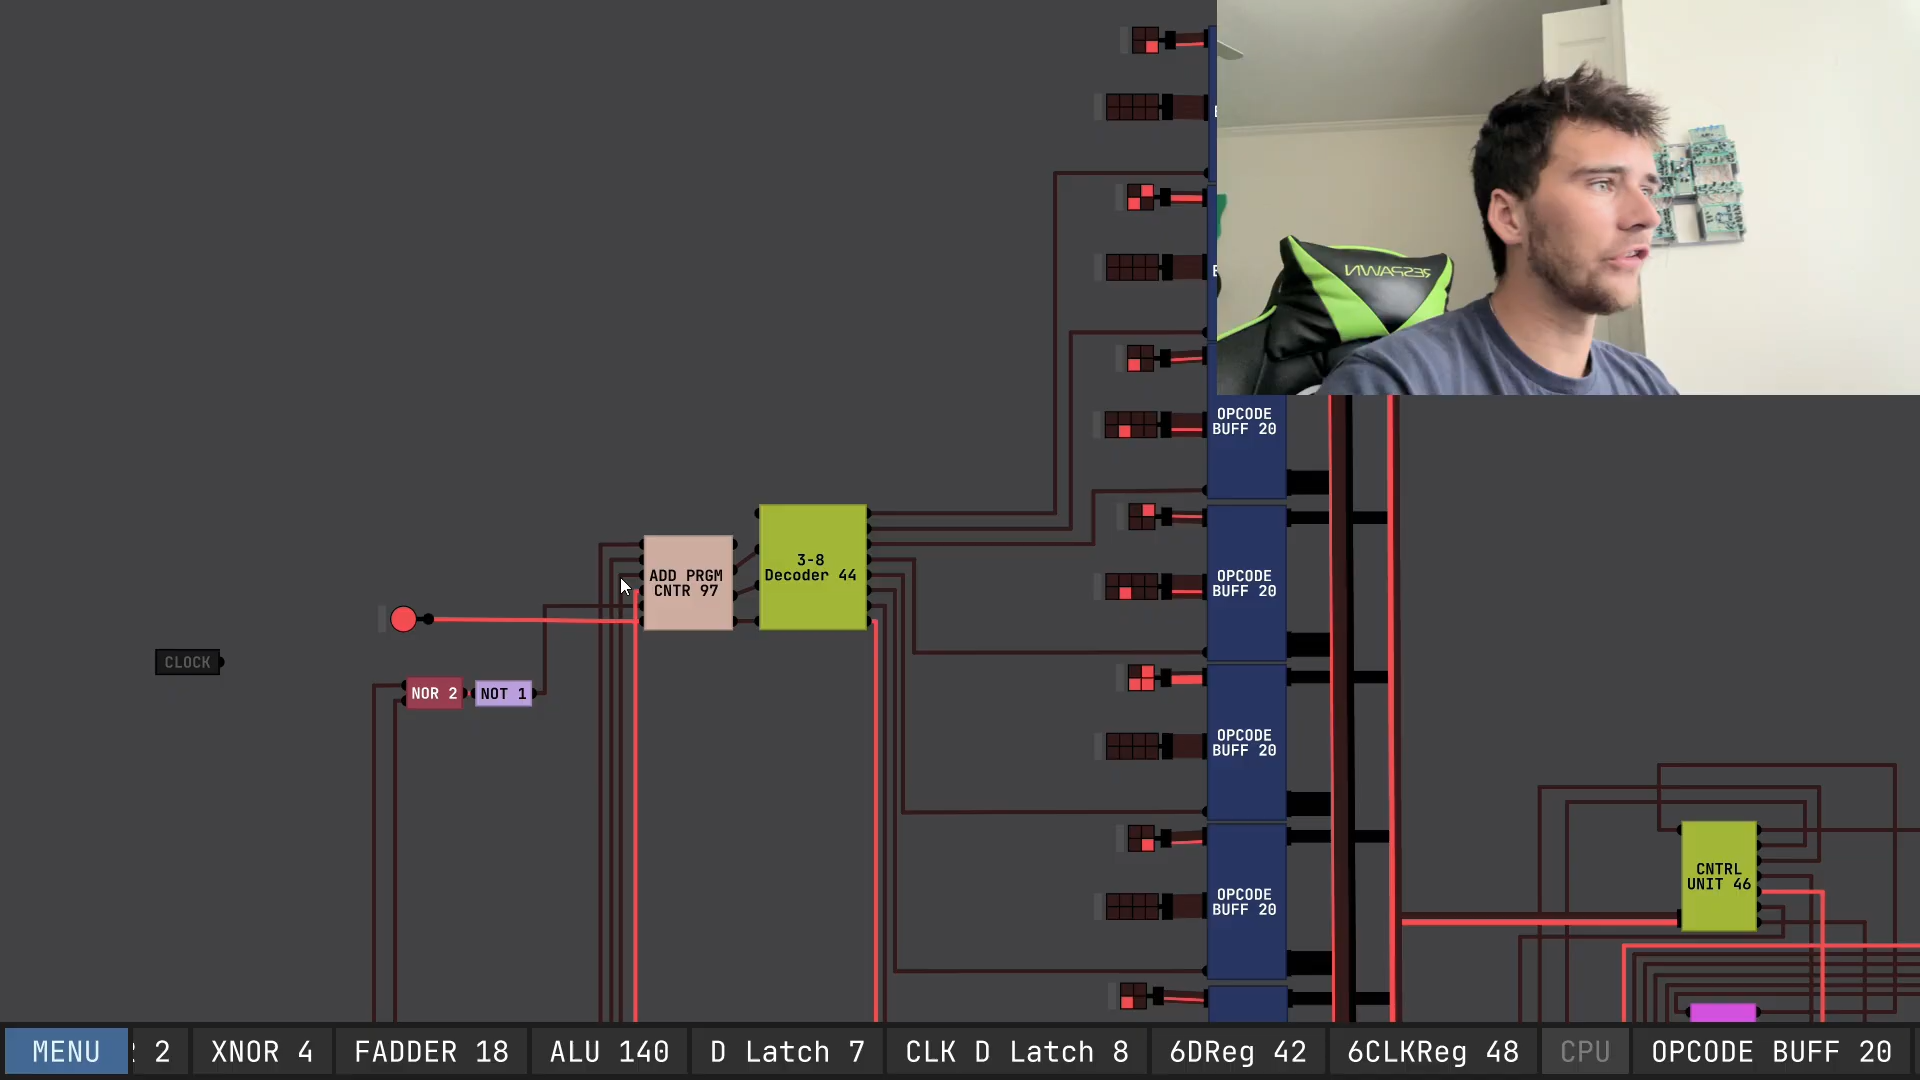 RESPAWN
OPCODE
BUFF 20
3-8
Decoder 44
ADD PRGM
CNTR 97
OPCODE
BUFF 20
CLOCK
NOR 2
NOT 1
OPCODE
BUFF 20
CNTRL
UNIT 46
OPCODE
BUFF 20
MENU
2
XNOR 4
FADDER 18
ALU 140
D Latch 7
CLK D Latch 8
6DReg 42
6CLKReg 48
CPU
OPCODE BUFF 20